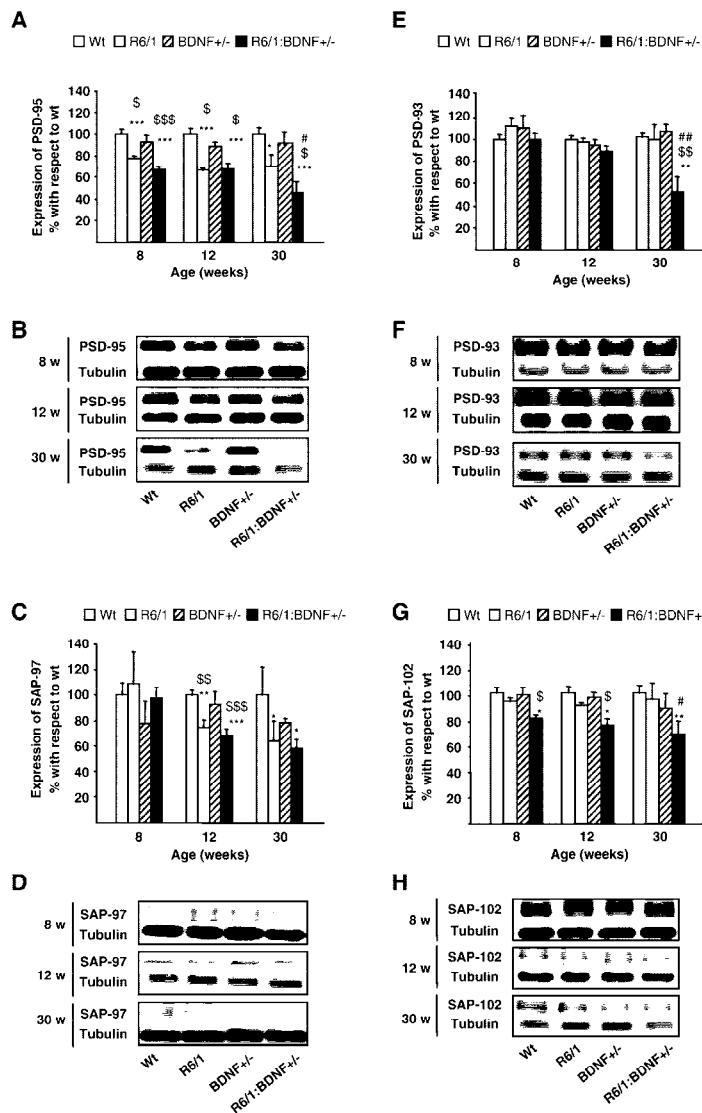 A
□ Wt □ R6/1 ▨ BDNF+/- ■ R6/1:BDNF+/-
Expression of PSD-95
% with respect to wt
140
120
100
80
60
40
20
$
***
$$$
***
$
***
$
***
*
#
$
***
8 12 30
Age (weeks)
B
8 w
PSD-95
Tubulin
12 w
PSD-95
Tubulin
30 w
PSD-95
Tubulin
Wt R6/1 BDNF+/- R6/1:BDNF+/-
C
□ Wt □ R6/1 ▨ BDNF+/- ■ R6/1:BDNF+/-
Expression of SAP-97
% with respect to wt
140
120
100
80
60
40
20
$$
**
$$$
***
*
*
8 12 30
Age (weeks)
D
8 w
SAP-97
Tubulin
12 w
SAP-97
Tubulin
30 w
SAP-97
Tubulin
Wt R6/1 BDNF+/- R6/1:BDNF+/-
E
□ Wt □ R6/1 ▨ BDNF+/- ■ R6/1:BDNF+/-
Expression of PSD-93
% with respect to wt
140
120
100
80
60
40
20
##
$$
**
8 12 30
Age (weeks)
F
8 w
PSD-93
Tubulin
12 w
PSD-93
Tubulin
30 w
PSD-93
Tubulin
Wt R6/1 BDNF+/- R6/1:BDNF+/-
G
□ Wt □ R6/1 ▨ BDNF+/- ■ R6/1:BDNF+
Expression of SAP-102
% with respect to wt
140
120
100
80
60
40
20
$
*
$
*
#
**
8 12 30
Age (weeks)
H
8 w
SAP-102
Tubulin
12 w
SAP-102
Tubulin
30 w
SAP-102
Tubulin
Wt R6/1 BDNF+/- R6/1:BDNF+/-